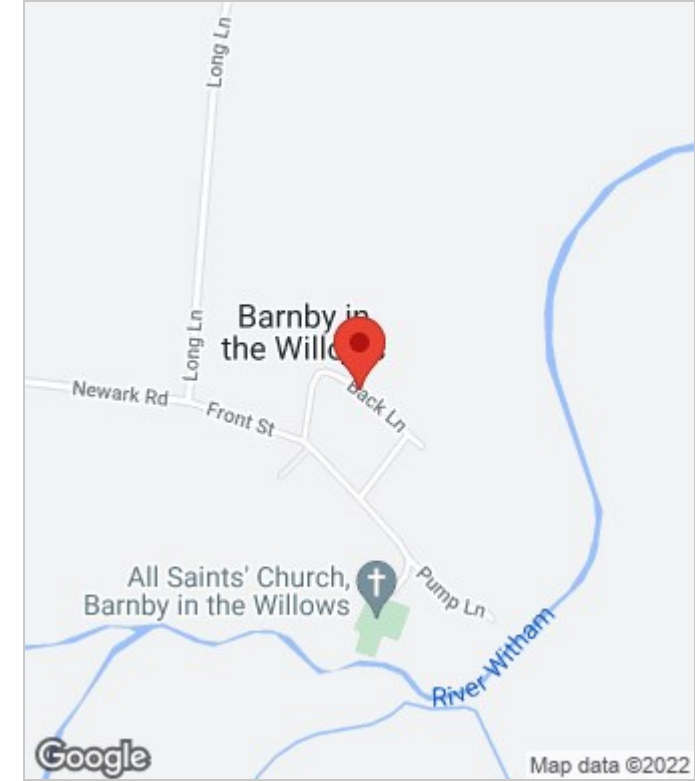 Long Ln
Barnby in
the Willows
Long Ln
Newark Rd
Front St
Back Ln
All Saints' Church,
Barnby in the Willows
Pump Ln
River Witham
Google
Map data ©2022